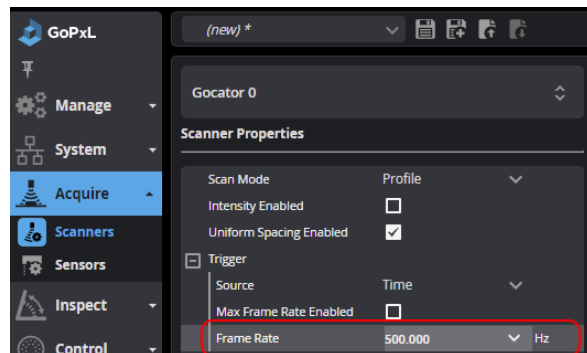 GoPxL
(new) *
Manage
Gocator 0
System
Scanner Properties
Acquire
Scan Mode Profile
Intensity Enabled
Scanners
Uniform Spacing Enabled
Sensors
Trigger
Source Time
Inspect
Max Frame Rate Enabled
Frame Rate 500.000 Hz
Control